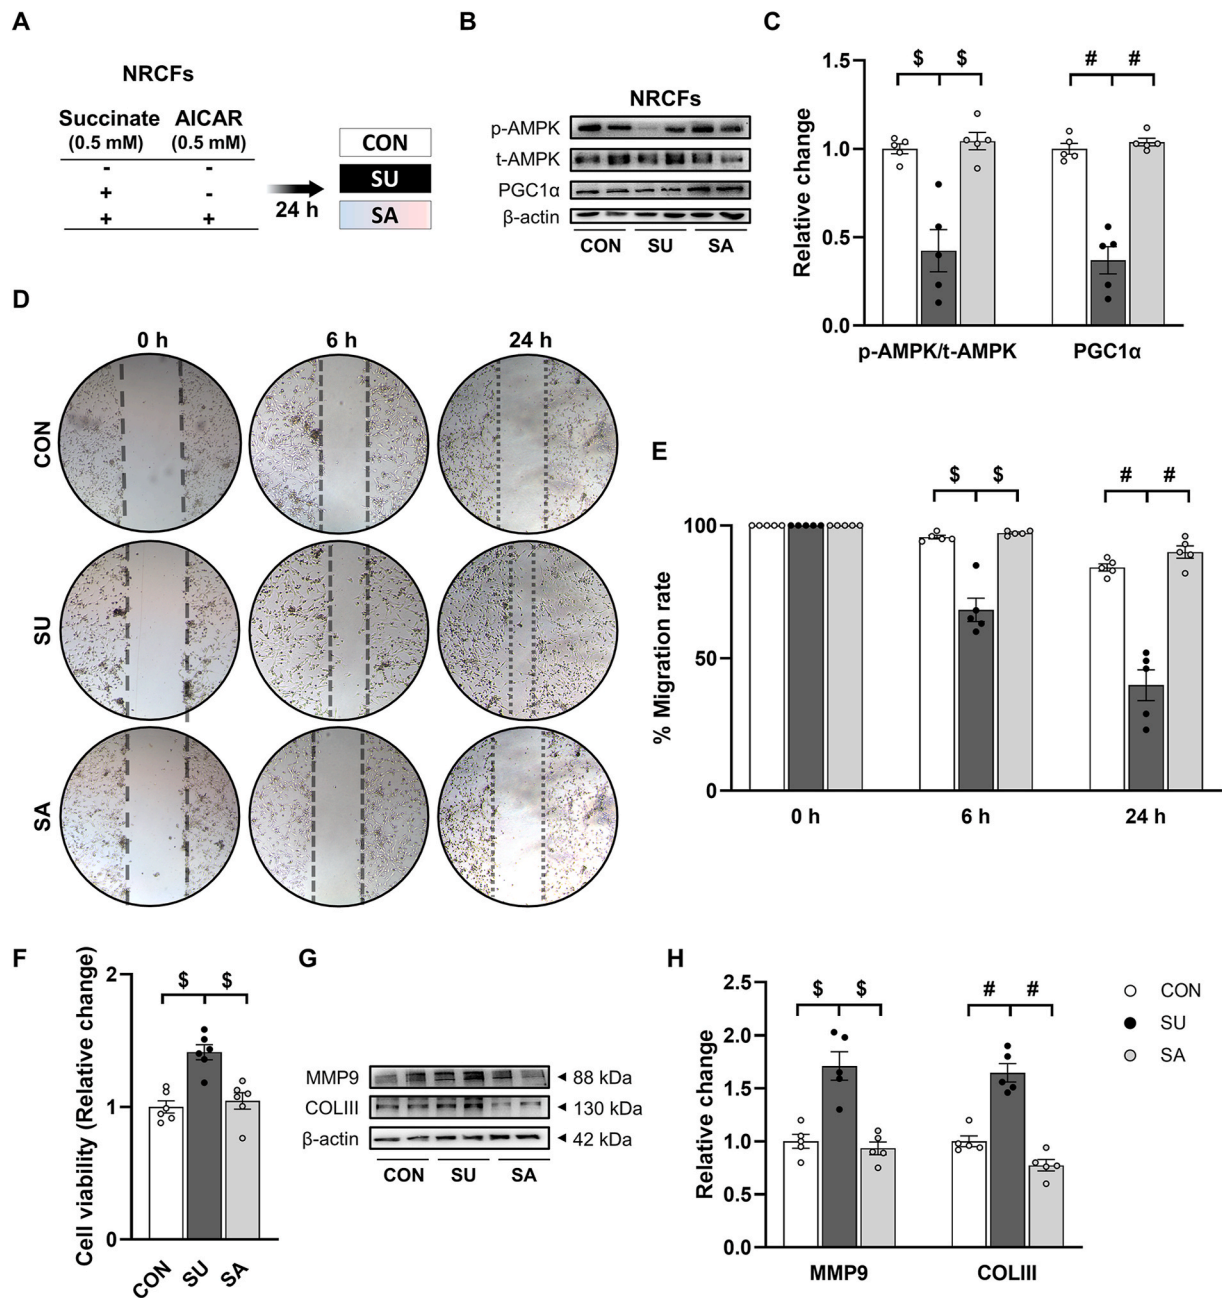 A
NRCFs
Succinate AICAR
(0.5 mM) (0.5 mM)
- -
+ -
+ +
24 h
CON
SU
SA
B
NRCFs
p-AMPK
t-AMPK
PGC1α
β-actin
CON SU SA
C
Relative change
1.5
1.0
0.5
0.0
$ $
# #
p-AMPK/t-AMPK PGC1α
D
0 h 6 h 24 h
CON
SU
SA
E
% Migration rate
100
50
0
$ $
# #
0 h 6 h 24 h
F
Cell viability (Relative change)
2
1
0
$ $
CON SU SA
G
MMP9 ◄ 88 kDa
COLIII ◄ 130 kDa
β-actin ◄ 42 kDa
CON SU SA
H
Relative change
2.5
2.0
1.5
1.0
0.5
0.0
$ $
# #
MMP9 COLIII
CON
SU
SA